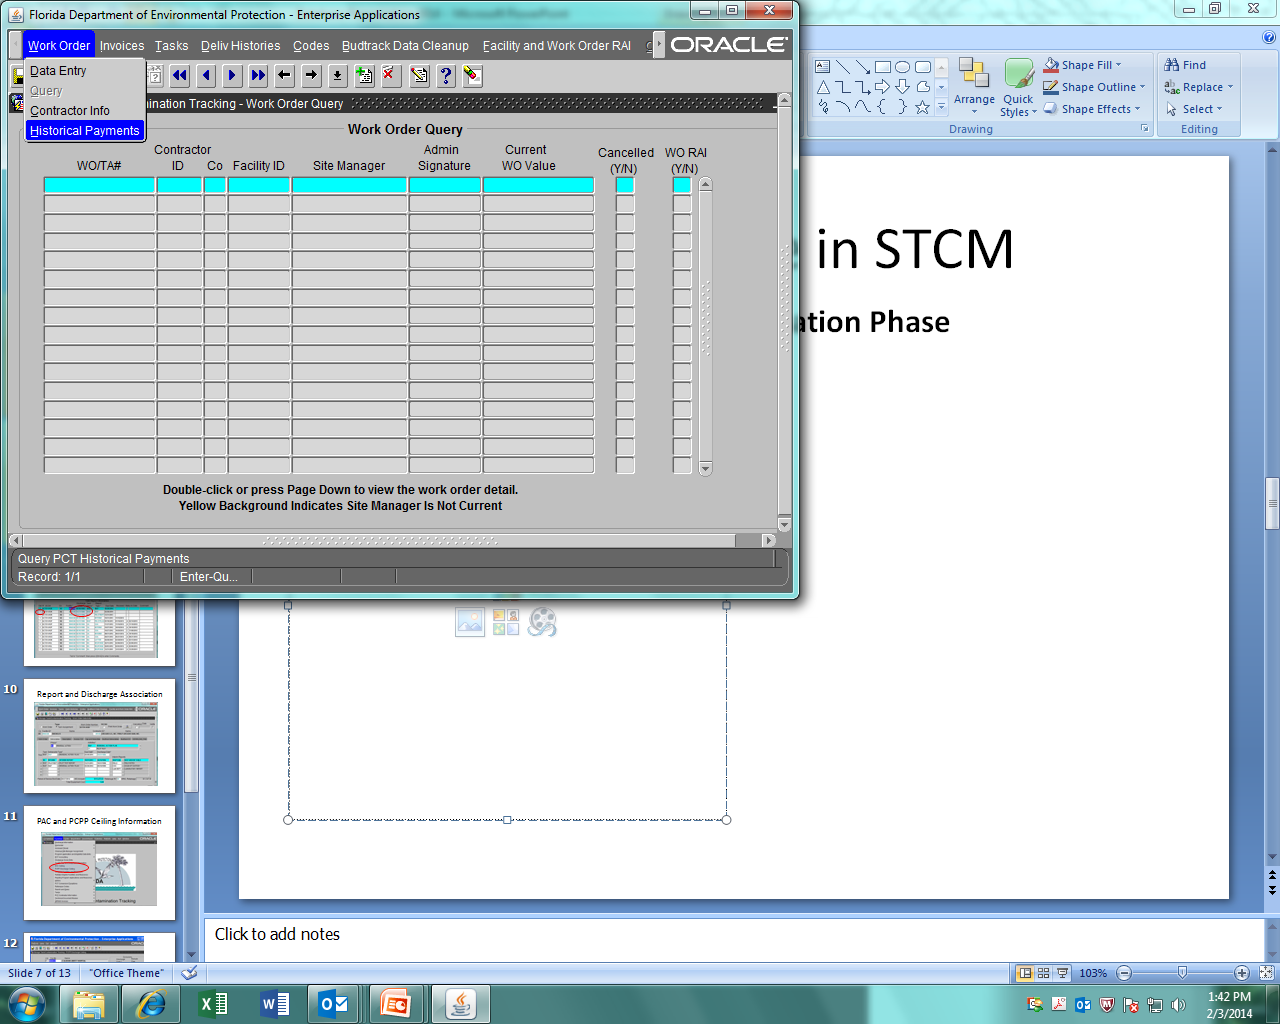 Florida Department of Environmental Protection - Enterprise Applications
Work Order Invoices Tasks Deliv Histories Codes Budtrack Data Cleanup Facility and Work Order RAI ORACLE
Data Entry
Query
Contractor Info
Historical Payments
mination Tracking - Work Order Query
Work Order Query
WO/TA# Contractor ID Co Facility ID Site Manager Admin Signature Current WO Value Cancelled (Y/N) WO RAI (Y/N)
Double-click or press Page Down to view the work order detail.
Yellow Background Indicates Site Manager Is Not Current
Query PCT Historical Payments
Record: 1/1 Enter-Qu...
Shape Fill
Shape Outline
Shape Effects
Arrange
Quick Styles
Drawing
Find
Replace
Select
Editing
in STCM
ation Phase
10 Report and Discharge Association
11 PAC and PCPP Ceiling Information
ORACLE
12
Click to add notes
Slide 7 of 13 "Office Theme" 103%
1:42 PM
2/3/2014